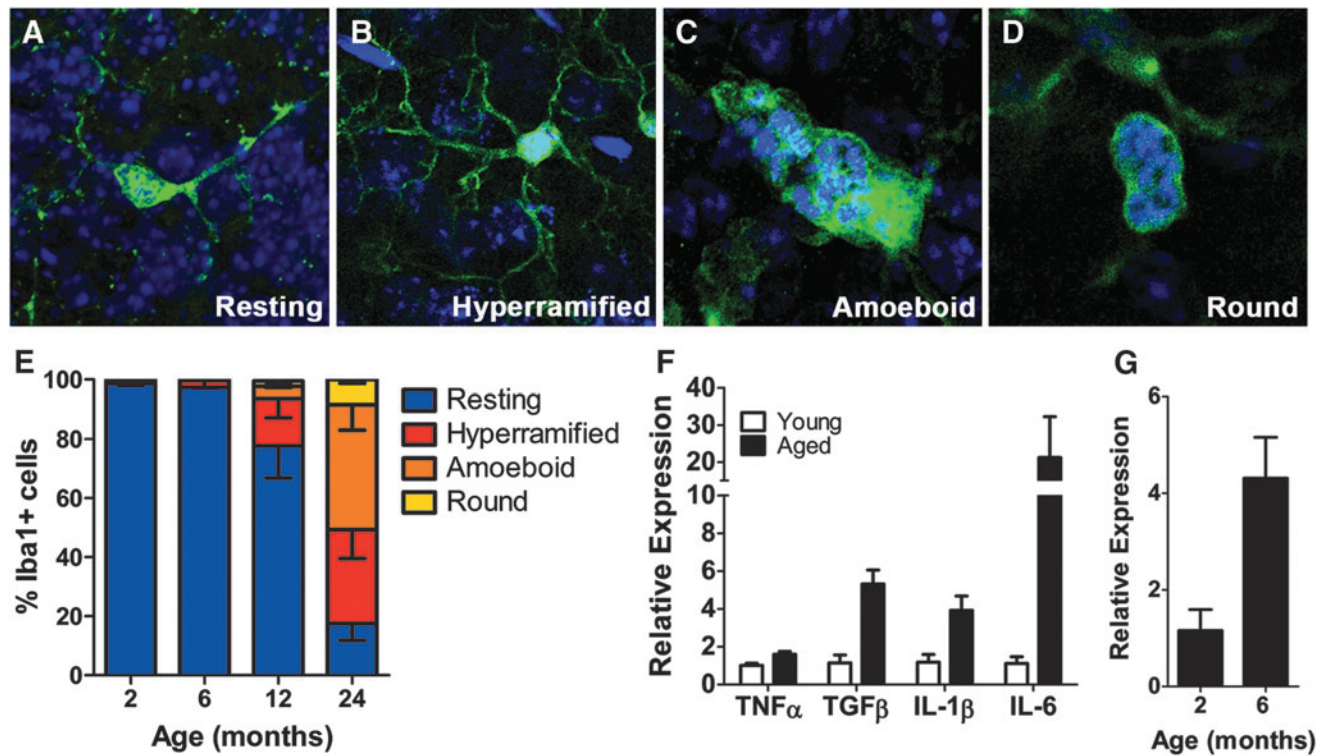 A
Resting
B
Hyperramified
C
Amoeboid
D
Round
E
100
80
60
40
20
0
% Iba1+ cells
2 6 12 24
Age (months)
Resting
Hyperramified
Amoeboid
Round
F
40
30
20
10
8
6
4
2
0
Relative Expression
Young
Aged
TNFα TGFβ IL-1β IL-6
G
6
4
2
0
Relative Expression
2 6
Age (months)